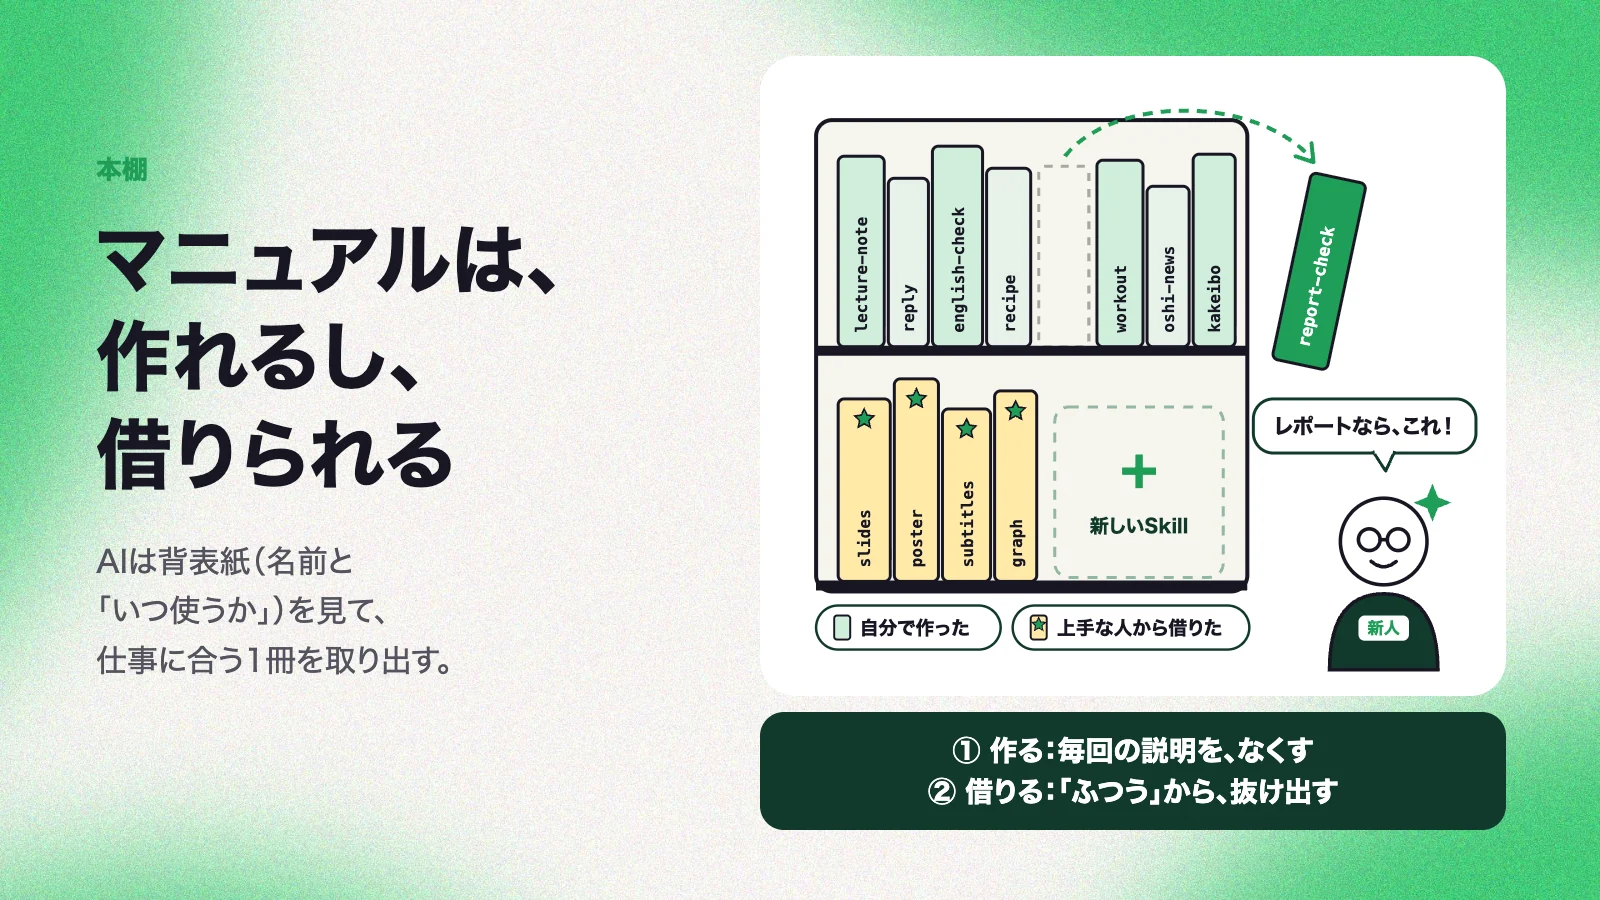 本棚
マニュアルは、
作れるし、
借りられる
AIは背表紙（名前と
「いつ使うか」）を見て、
仕事に合う1冊を取り出す。
lecture-note
reply
english-check
recipe
workout
oshi-news
kakeibo
report-check
slides
poster
subtitles
graph
＋
新しいSkill
レポートなら、これ！
新人
自分で作った
上手な人から借りた
① 作る：毎回の説明を、なくす
② 借りる：「ふつう」から、抜け出す